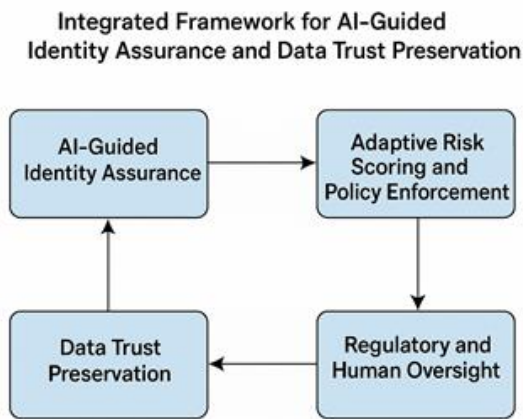 Integrated Framework for AI-Guided
Identity Assurance and Data Trust Preservation
AI-Guided
Identity Assurance
Adaptive Risk
Scoring and
Policy Enforcement
Data Trust
Preservation
Regulatory and
Human Oversight